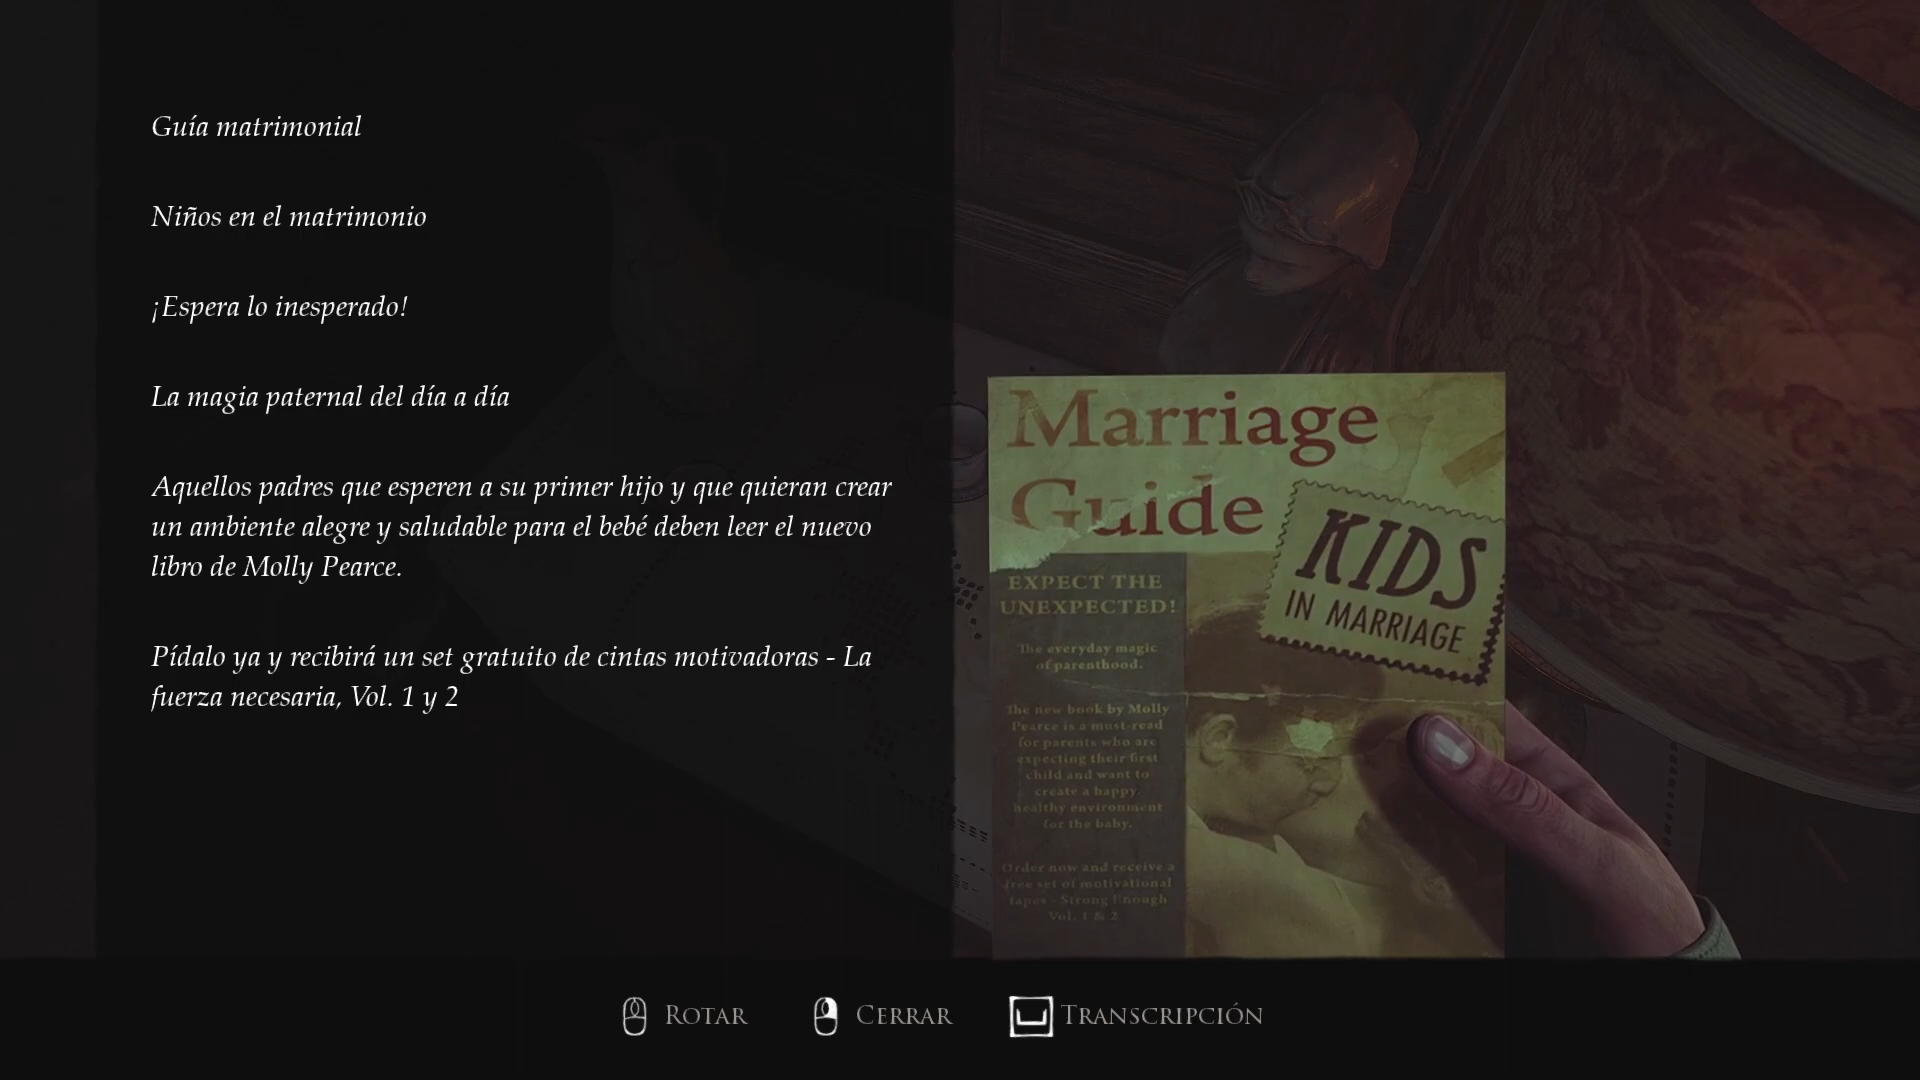 Guía matrimonial
Niños en el matrimonio
¡Espera lo inesperado!
La magia paternal del día a día
Aquellos padres que esperen a su primer hijo y que quieran crear
un ambiente alegre y saludable para el bebé deben leer el nuevo
libro de Molly Pearce.
Pídalo ya y recibirá un set gratuito de cintas motivadoras - La
fuerza necesaria, Vol. 1 y 2
Marriage
Guide
KIDS
IN MARRIAGE
EXPECT THE
UNEXPECTED!
The everyday magic
of parenthood.
The new book by Molly
Pearce is a must-read
for parents who are
expecting their first
child and want to
create a happy,
healthy environment
for the baby.
Order now and receive a
free set of motivational
tapes - Strong Enough
Vol. 1 & 2
ROTAR
CERRAR
TRANSCRIPCIÓN